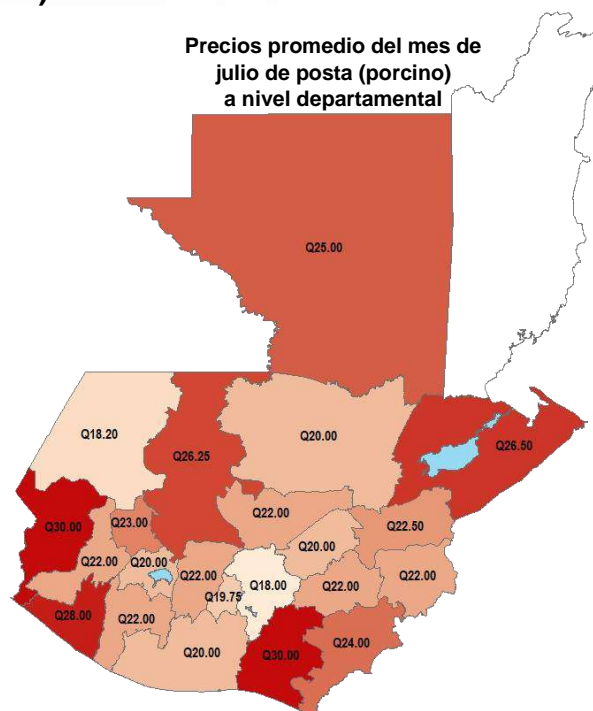 Precios promedio del mes de
julio de posta (porcino)
a nivel departamental
Q25.00
Q18.20
Q26.25
Q20.00
Q26.50
Q30.00
Q23.00
Q22.00
Q22.50
Q22.00
Q20.00
Q22.00
Q20.00
Q18.00
Q22.00
Q22.00
Q19.75
Q28.00
Q22.00
Q20.00
Q30.00
Q24.00